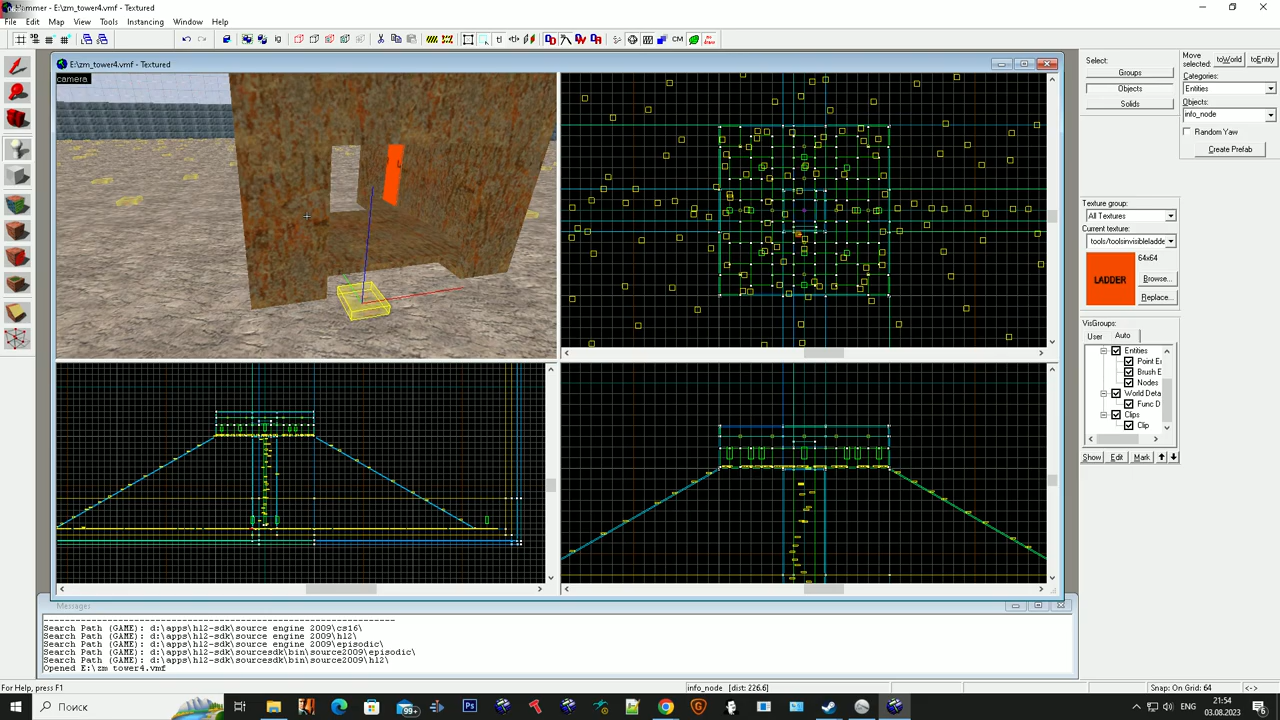 Hammer - E:\zm_tower4.vmf - Textured
File Edit Map View Tools Instancing Window Help
E:\zm_tower4.vmf - Textured
camera
Select:
Groups
Objects
Solids
Move selected:
toWorld
toEntity
Categories:
Entities
Objects:
info_node
Random Yaw
Create Prefab
Texture group:
All Textures
Current texture:
tools/toolsinvisibleladde
64x64
LADDER
Browse...
Replace...
VisGroups:
User Auto
Entities
Point E
Brush E
Nodes
World Detai
Func D
Clips
Clip
Show Edit Mark
Messages
Search Path (GAME): d:\apps\hl2-sdk\source engine 2009\cs16\
Search Path (GAME): d:\apps\hl2-sdk\source engine 2009\hl2\
Search Path (GAME): d:\apps\hl2-sdk\source engine 2009\episodic\
Search Path (GAME): d:\apps\hl2-sdk\sourcesdk\bin\source2009\episodic\
Search Path (GAME): d:\apps\hl2-sdk\sourcesdk\bin\source2009\hl2\
Opened E:\zm_tower4.vmf
For Help, press F1
info_node [dist: 226.6]
Snap: On Grid: 64
<->
Поиск
99+
21:54
03.08.2023